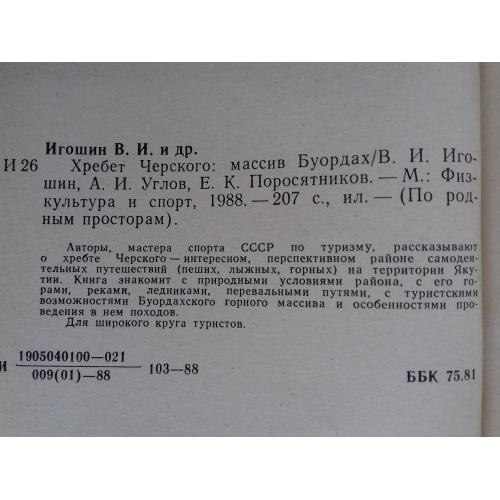 Игошин В. И. и др.
И 26 Хребет Черского: массив Буордах/В. И. Иго-
шин, А. И. Углов, Е. К. Поросятников. — М.: Физ-
культура и спорт, 1988. — 207 с., ил. — (По род-
ным просторам).
Авторы, мастера спорта СССР по туризму, рассказывают
о хребте Черского — интересном, перспективном районе самодея-
тельных путешествий (пеших, лыжных, горных) на территории Яку-
тии. Книга знакомит с природными условиями района, с его го-
рами, реками, ледниками, перевальными путями, с туристскими
возможностями Буордахского горного массива и особенностями про-
ведения в нем походов.
Для широкого круга туристов.
И 1905040100—021
009(01)—88 103—88 ББК 75.81